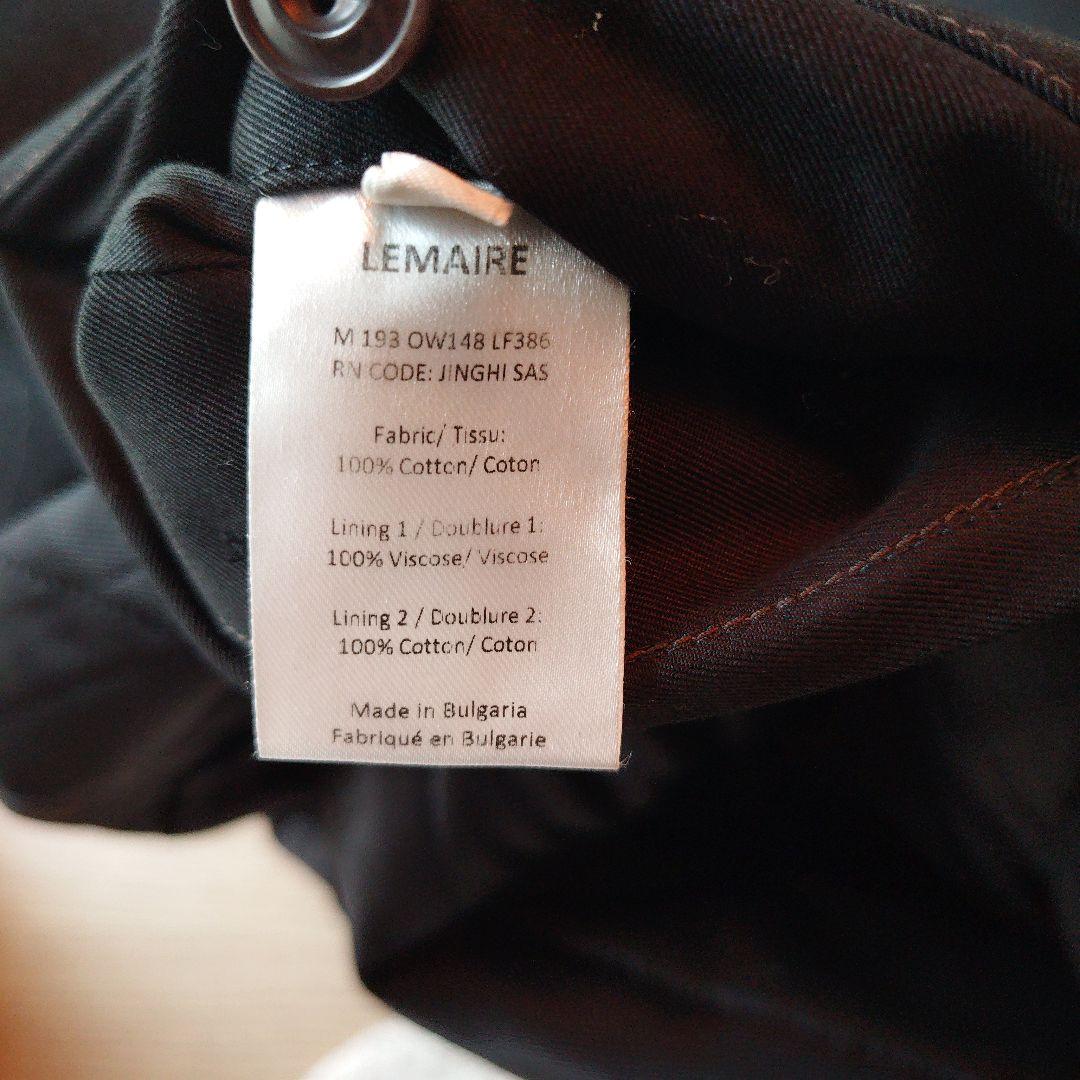 LEMAIRE
M 193 OW148 LF386
RN CODE: JINGHI SAS
Fabric/ Tissu:
100% Cotton/ Coton
Lining 1 / Doublure 1:
100% Viscose/ Viscose
Lining 2 / Doublure 2:
100% Cotton/ Coton
Made in Bulgaria
Fabriqué en Bulgarie